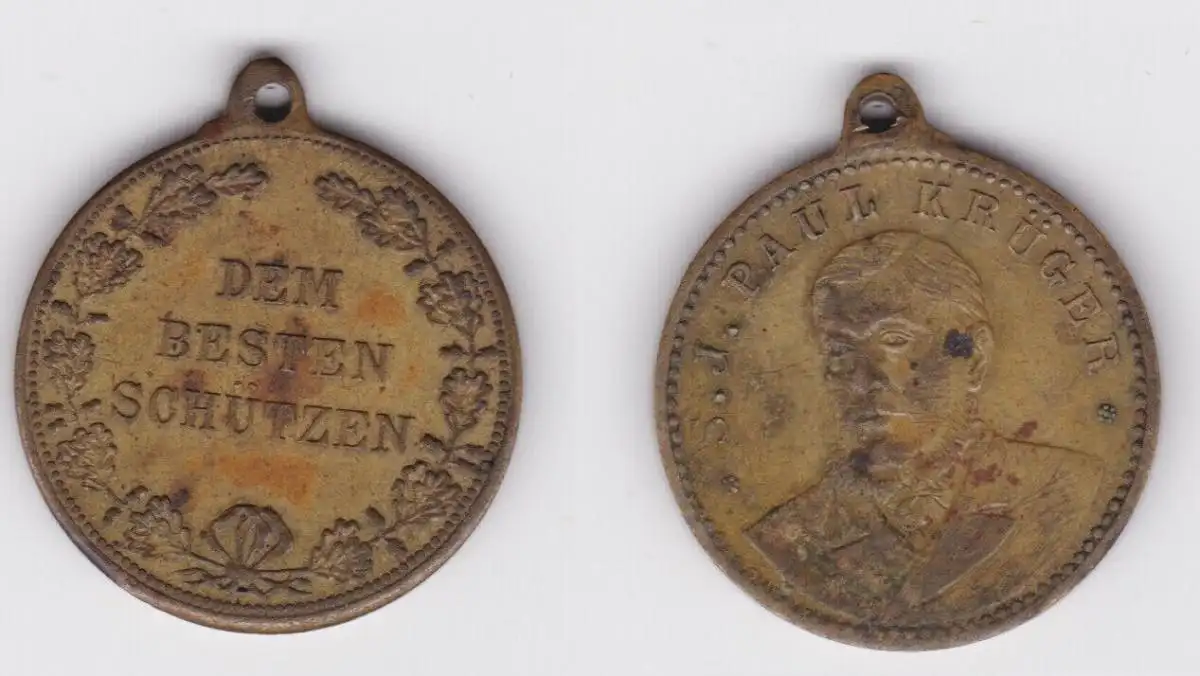 DEM
BESTEN
SCHÜTZEN
S. J. PAUL KRÜGER